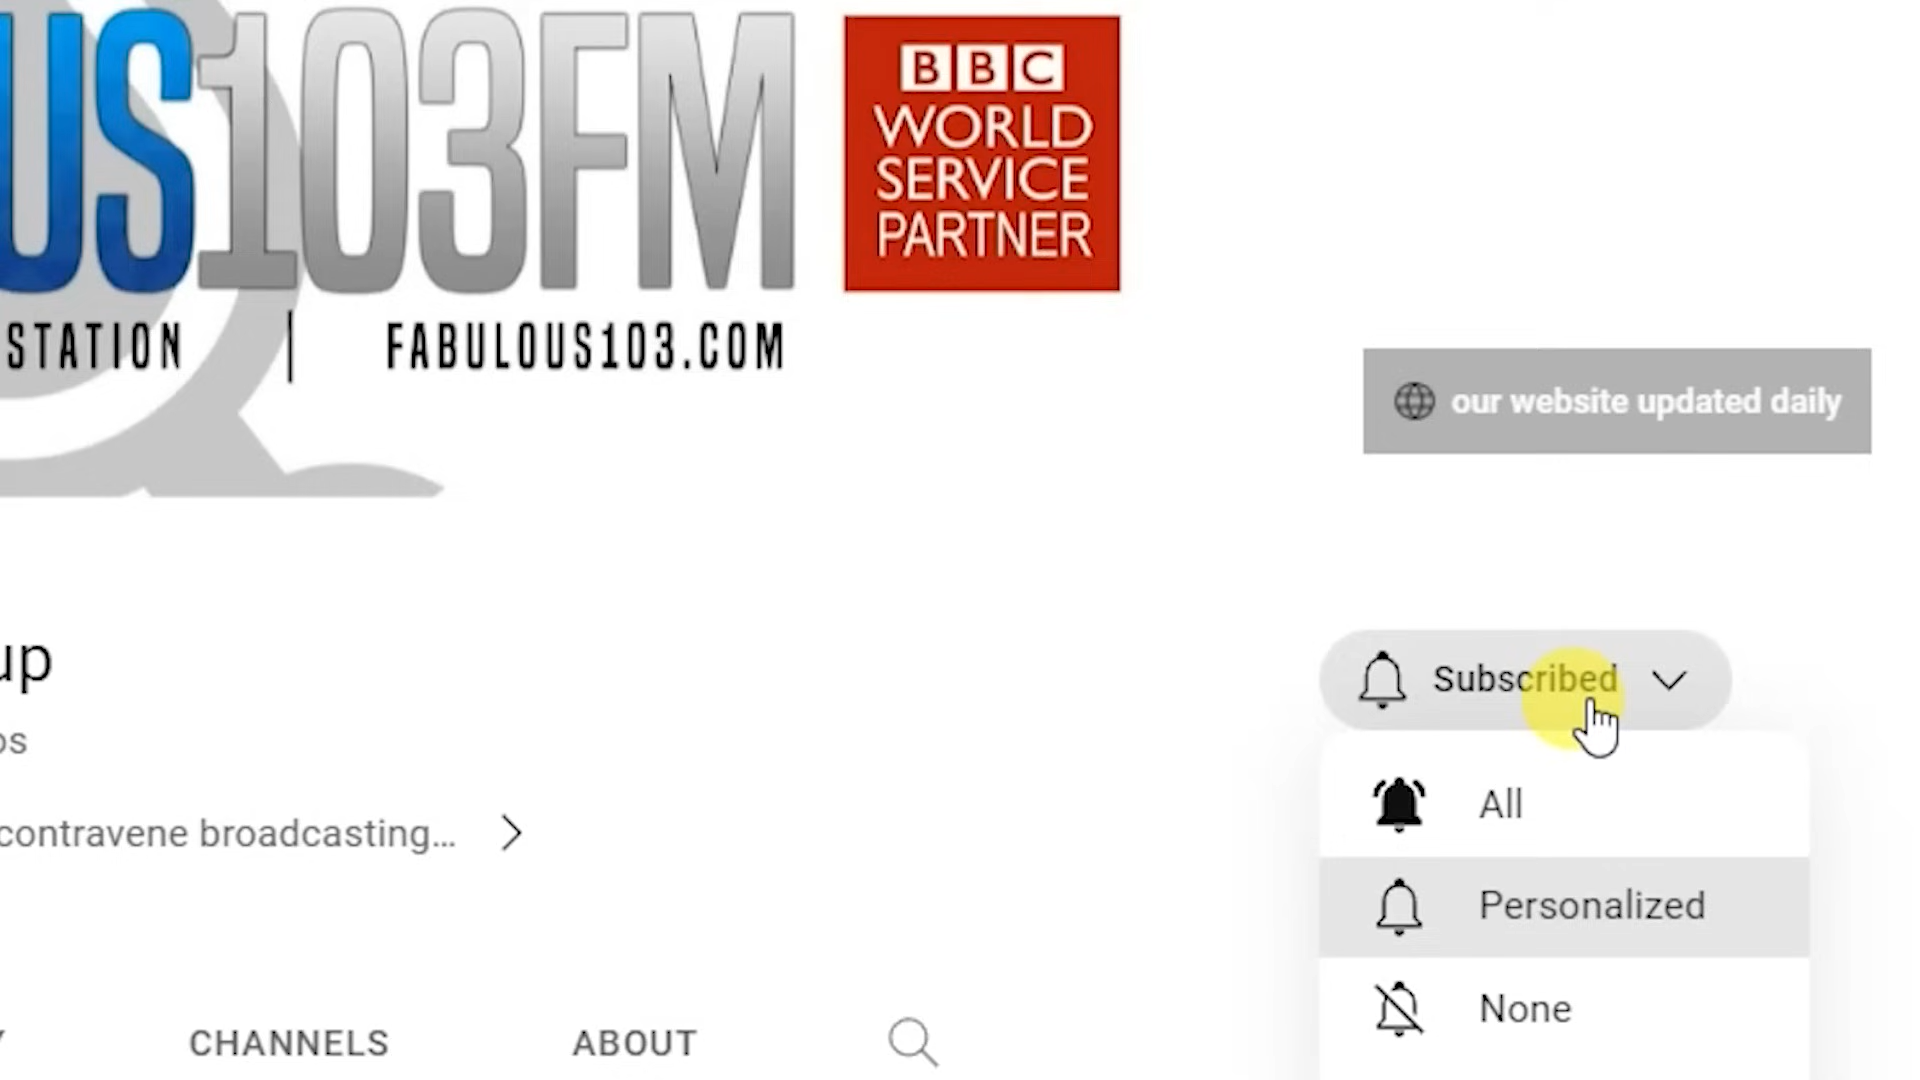 US103FM
BBC
WORLD
SERVICE
PARTNER
STATION | FABULOUS103.COM
our website updated daily
up
Subscribed
os
All
contravene broadcasting...
Personalized
None
CHANNELS
ABOUT